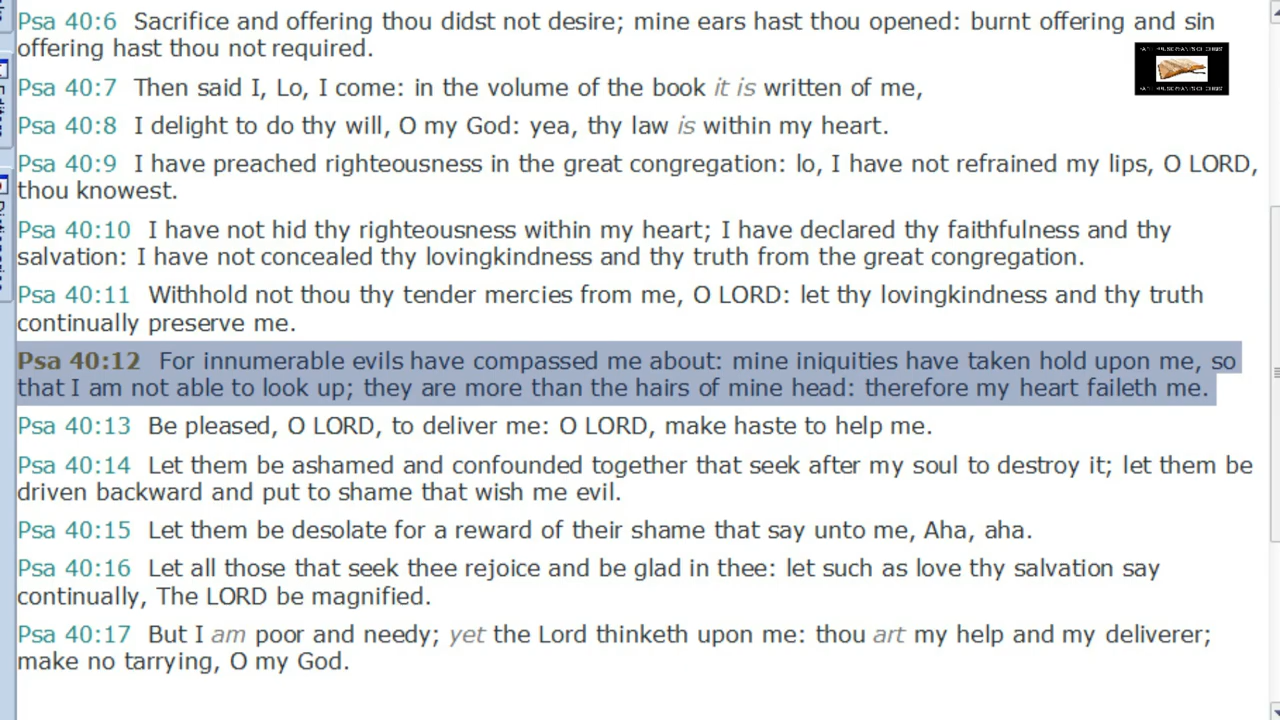 Psa 40:6 Sacrifice and offering thou didst not desire; mine ears hast thou opened: burnt offering and sin
offering hast thou not required.
Psa 40:7 Then said I, Lo, I come: in the volume of the book it is written of me,
Psa 40:8 I delight to do thy will, O my God: yea, thy law is within my heart.
Psa 40:9 I have preached righteousness in the great congregation: lo, I have not refrained my lips, O LORD,
thou knowest.
Psa 40:10 I have not hid thy righteousness within my heart; I have declared thy faithfulness and thy
salvation: I have not concealed thy lovingkindness and thy truth from the great congregation.
Psa 40:11 Withhold not thou thy tender mercies from me, O LORD: let thy lovingkindness and thy truth
continually preserve me.
Psa 40:12 For innumerable evils have compassed me about: mine iniquities have taken hold upon me, so
that I am not able to look up; they are more than the hairs of mine head: therefore my heart faileth me.
Psa 40:13 Be pleased, O LORD, to deliver me: O LORD, make haste to help me.
Psa 40:14 Let them be ashamed and confounded together that seek after my soul to destroy it; let them be
driven backward and put to shame that wish me evil.
Psa 40:15 Let them be desolate for a reward of their shame that say unto me, Aha, aha.
Psa 40:16 Let all those that seek thee rejoice and be glad in thee: let such as love thy salvation say
continually, The LORD be magnified.
Psa 40:17 But I am poor and needy; yet the Lord thinketh upon me: thou art my help and my deliverer;
make no tarrying, O my God.